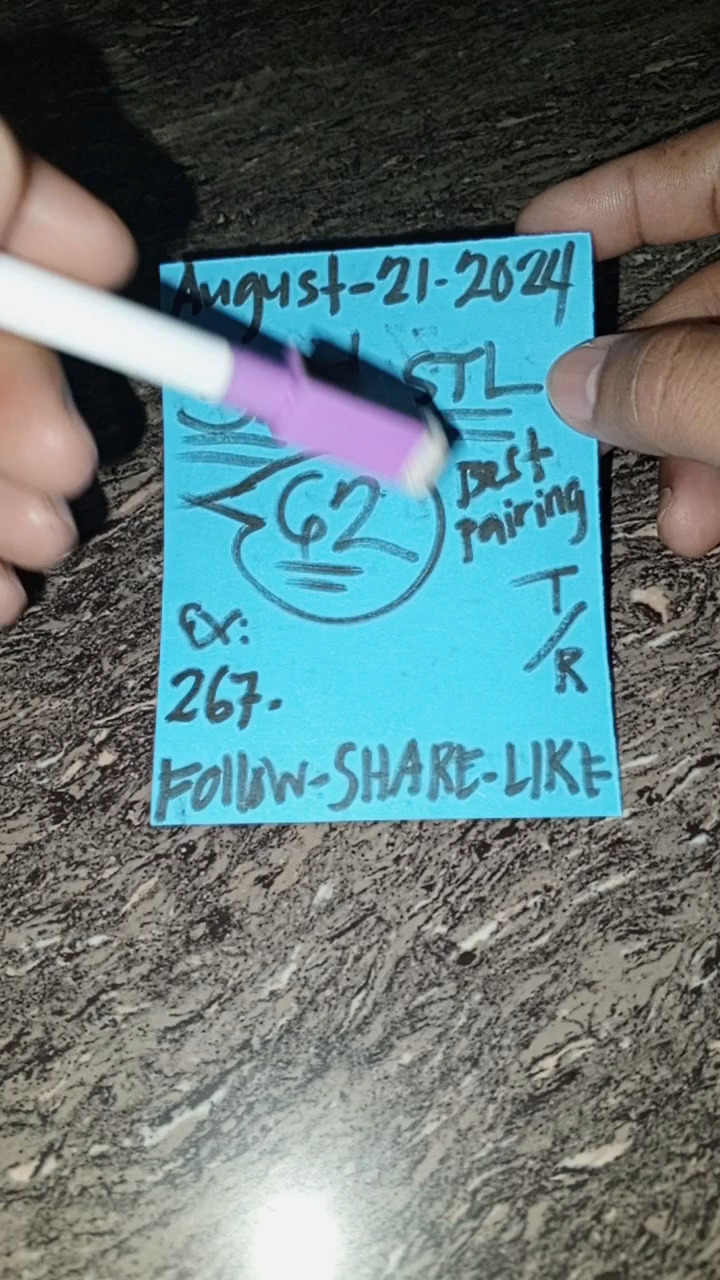 August-21-2024
STL
62
Best
pairing
T/R
Ex:
267.
Follow-SHARE-LIKE